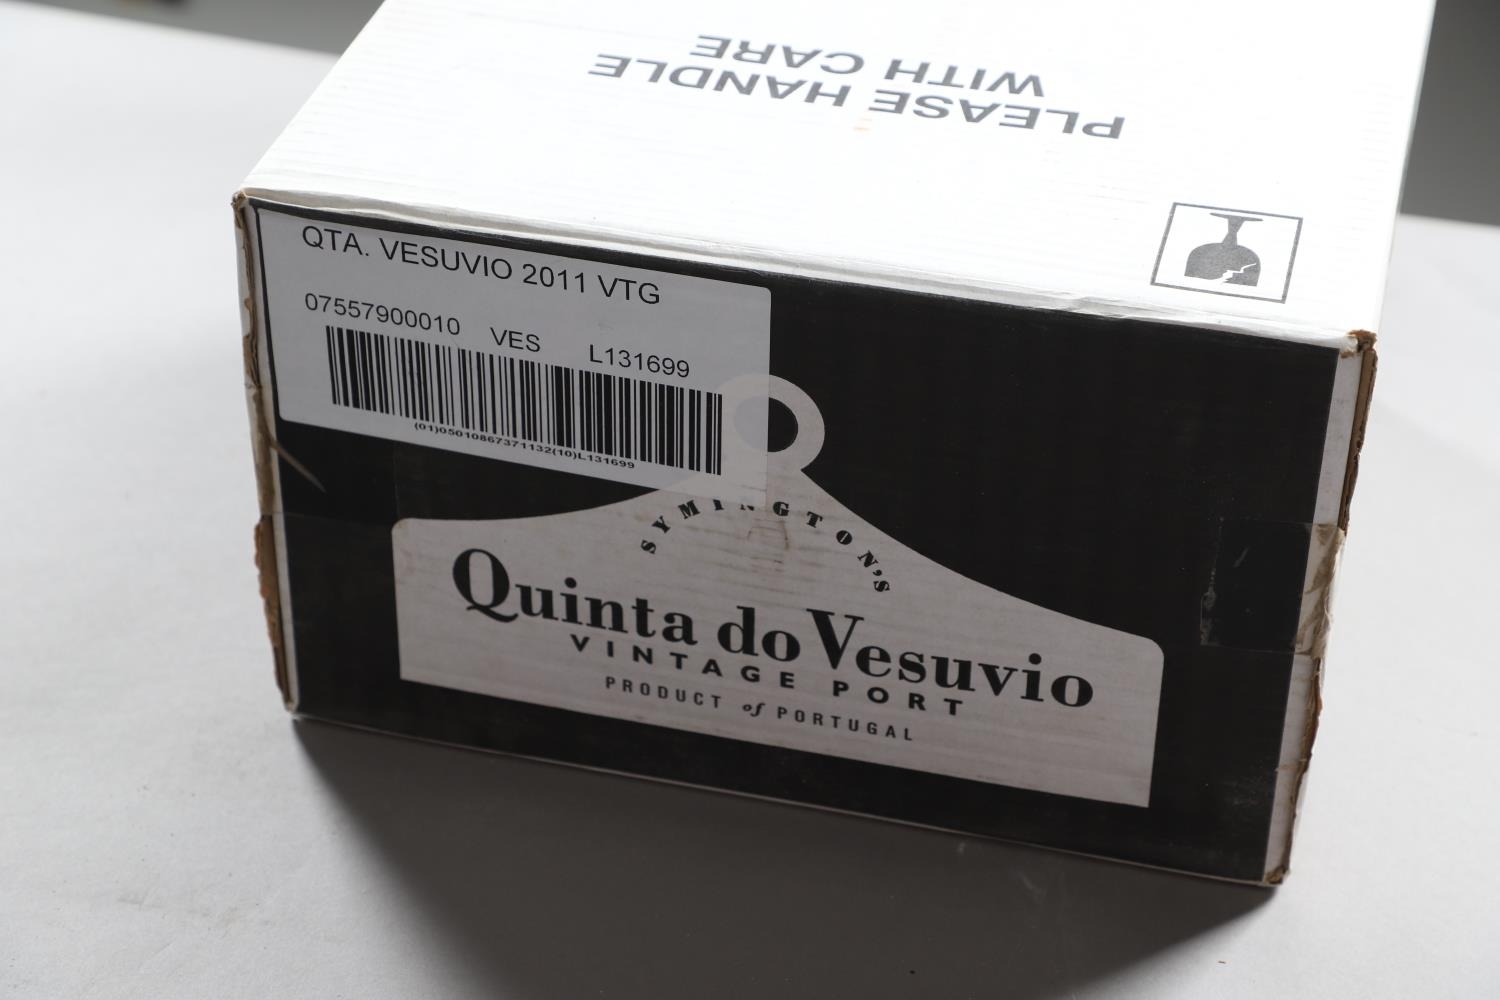 PLEASE HANDLE
WITH CARE
QTA. VESUVIO 2011 VTG
07557900010 VES L131699
(01)05010867371132(10)L131699
SYMINGTON'S
Quinta do Vesuvio
VINTAGE PORT
PRODUCT of PORTUGAL